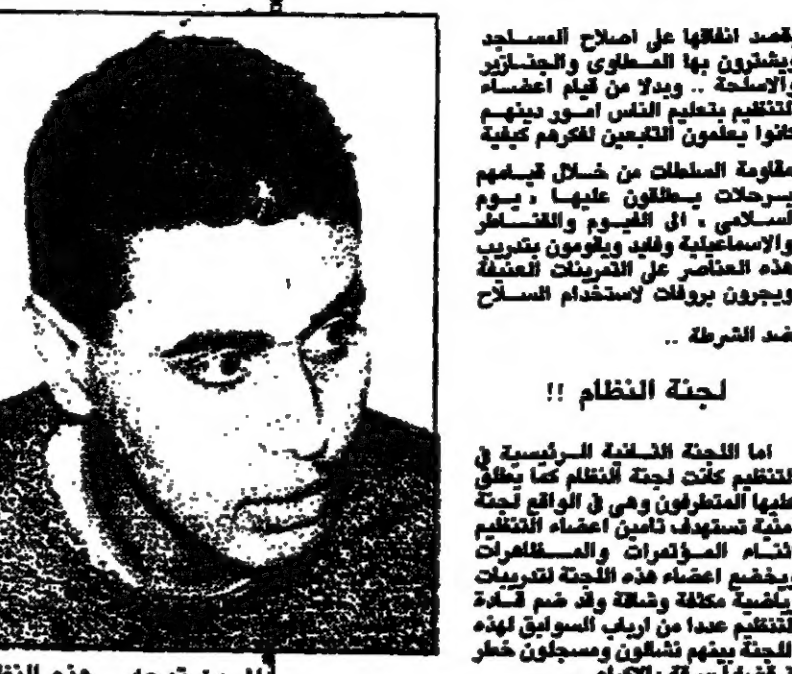 بقصد انفاقها على اصلاح المساجد
ويشترون بها المطاوى والجنازير
والاسلحة .. وبدلا من قيام اعضاء
التنظيم بتعليم الناس امور دينهم
كانوا يعلمون التابعين لفكرهم كيفية
مقاومة السلطات من خلال قيامهم
برحلات يطلقون عليها « يوم
اسلامى » الى الفيوم والقناطر
والاسماعيلية وفايد ويقومون بتدريب
هذه العناصر على التمرينات العنيفة
ويجرون بروفات لاستخدام السلاح
ضد الشرطة ..
لجنة النظام !!
اما اللجنة الثانية الرئيسية فى
التنظيم كانت لجنة النظام كما يطلق
عليها المتطرفون وهى فى الواقع لجنة
امنية تستهدف تامين اعضاء التنظيم
اثناء المؤتمرات والمظاهرات
ويخضع اعضاء هذه اللجنة لتدريبات
رياضية مكثفة وشاقة وقد ضم قادة
التنظيم عددا من ارباب السوابق لهذه
اللجنة بينهم نشالون ومسجلون خطر